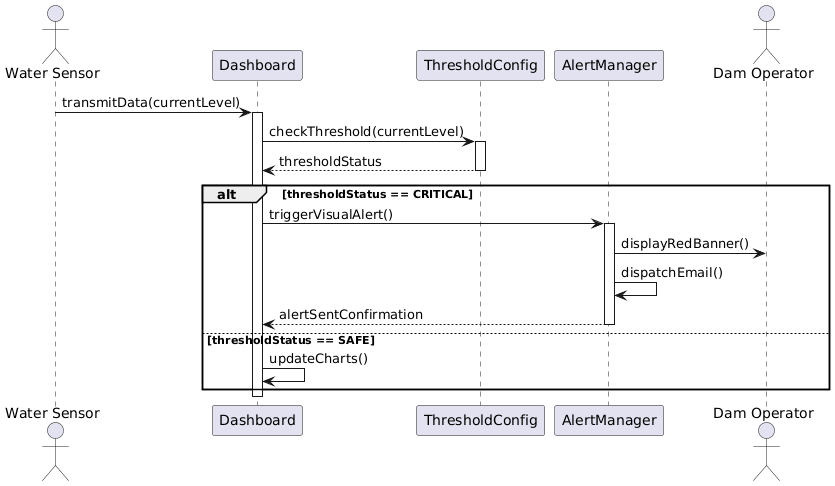 Water Sensor
Dashboard
ThresholdConfig
AlertManager
Dam Operator
transmitData(currentLevel)
checkThreshold(currentLevel)
thresholdStatus
alt
[thresholdStatus == CRITICAL]
triggerVisualAlert()
displayRedBanner()
dispatchEmail()
alertSentConfirmation
[thresholdStatus == SAFE]
updateCharts()
Water Sensor
Dashboard
ThresholdConfig
AlertManager
Dam Operator